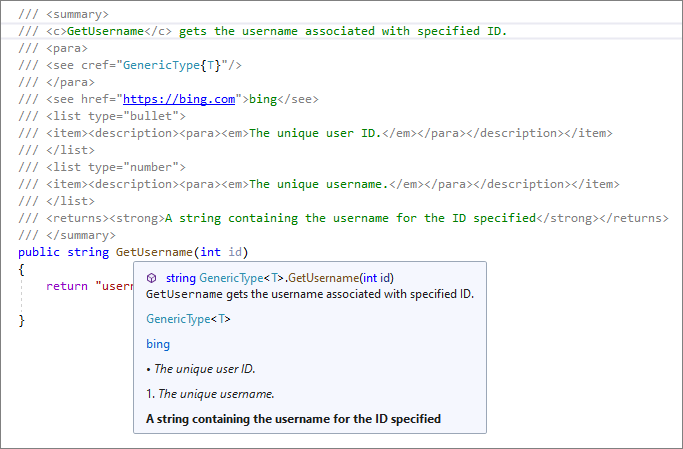 /// <summary>
/// <c>GetUsername</c> gets the username associated with specified ID.
/// <para>
/// <see cref="GenericType{T}"/>
/// </para>
/// <see href="https://bing.com">bing</see>
/// <list type="bullet">
/// <item><description><para><em>The unique user ID.</em></para></description></item>
/// </list>
/// <list type="number">
/// <item><description><para><em>The unique username.</em></para></description></item>
/// </list>
/// <returns><strong>A string containing the username for the ID specified</strong></returns>
/// </summary>
public string GetUsername(int id)
{
return "usern
}
string GenericType<T>.GetUsername(int id)
GetUsername gets the username associated with specified ID.
GenericType<T>
bing
• The unique user ID.
1. The unique username.
A string containing the username for the ID specified